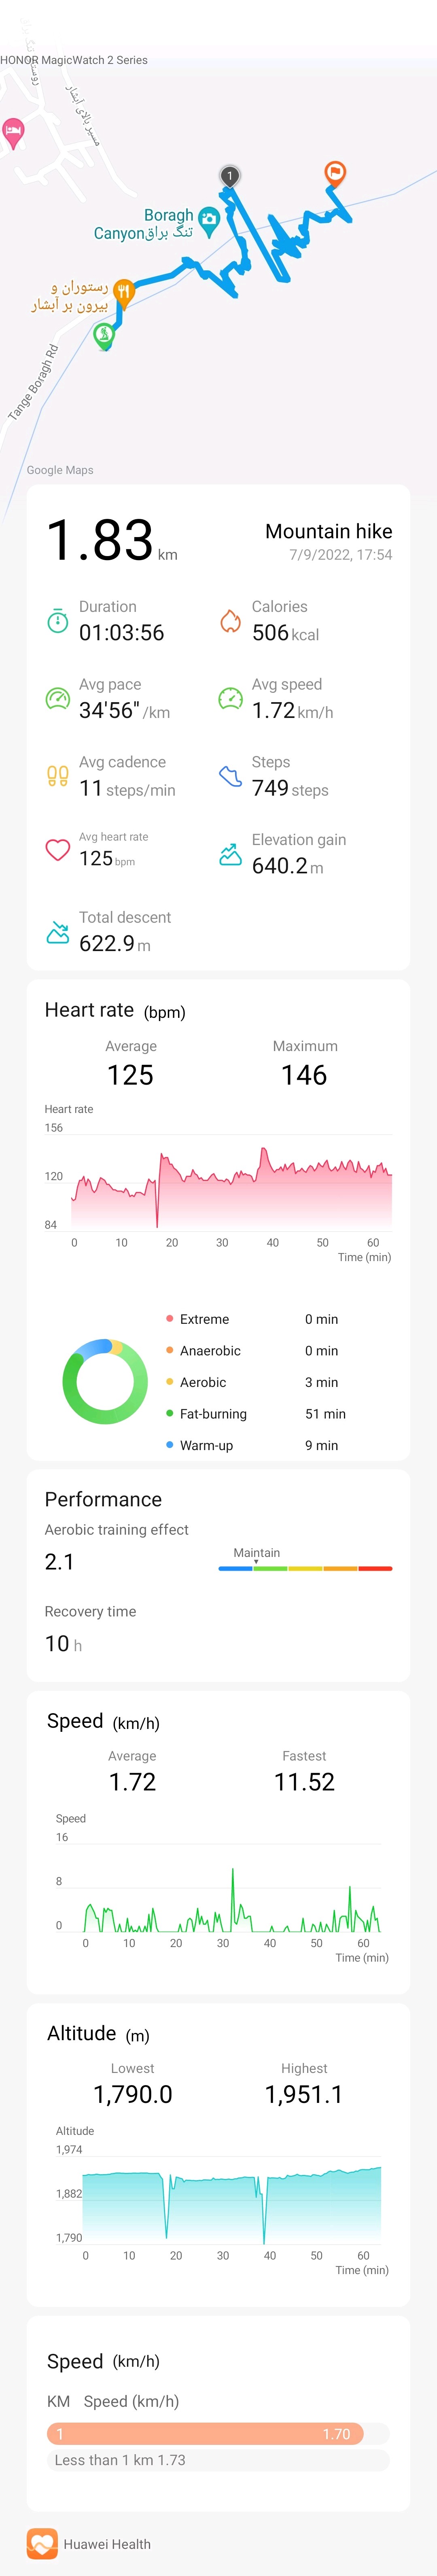 HONOR MagicWatch 2 Series
مسیر بالای آبشار
1
Boragh
Canyon تنگ براق
رستوران و
بیرون بر آبشار
Tange Boragh Rd
Google Maps
1.83 km
Mountain hike
7/9/2022, 17:54
Duration
Calories
01:03:56
506 kcal
Avg pace
Avg speed
34'56" /km
1.72 km/h
Avg cadence
Steps
11 steps/min
749 steps
Avg heart rate
Elevation gain
125 bpm
640.2 m
Total descent
622.9 m
Heart rate (bpm)
Average
Maximum
125
146
Heart rate
156
120
84
0 10 20 30 40 50 60
Time (min)
Extreme 0 min
Anaerobic 0 min
Aerobic 3 min
Fat-burning 51 min
Warm-up 9 min
Performance
Aerobic training effect
2.1
Maintain
Recovery time
10 h
Speed (km/h)
Average
Fastest
1.72
11.52
Speed
16
8
0
0 10 20 30 40 50 60
Time (min)
Altitude (m)
Lowest
Highest
1,790.0
1,951.1
Altitude
1,974
1,882
1,790
0 10 20 30 40 50 60
Time (min)
Speed (km/h)
KM Speed (km/h)
1 1.70
Less than 1 km 1.73
Huawei Health